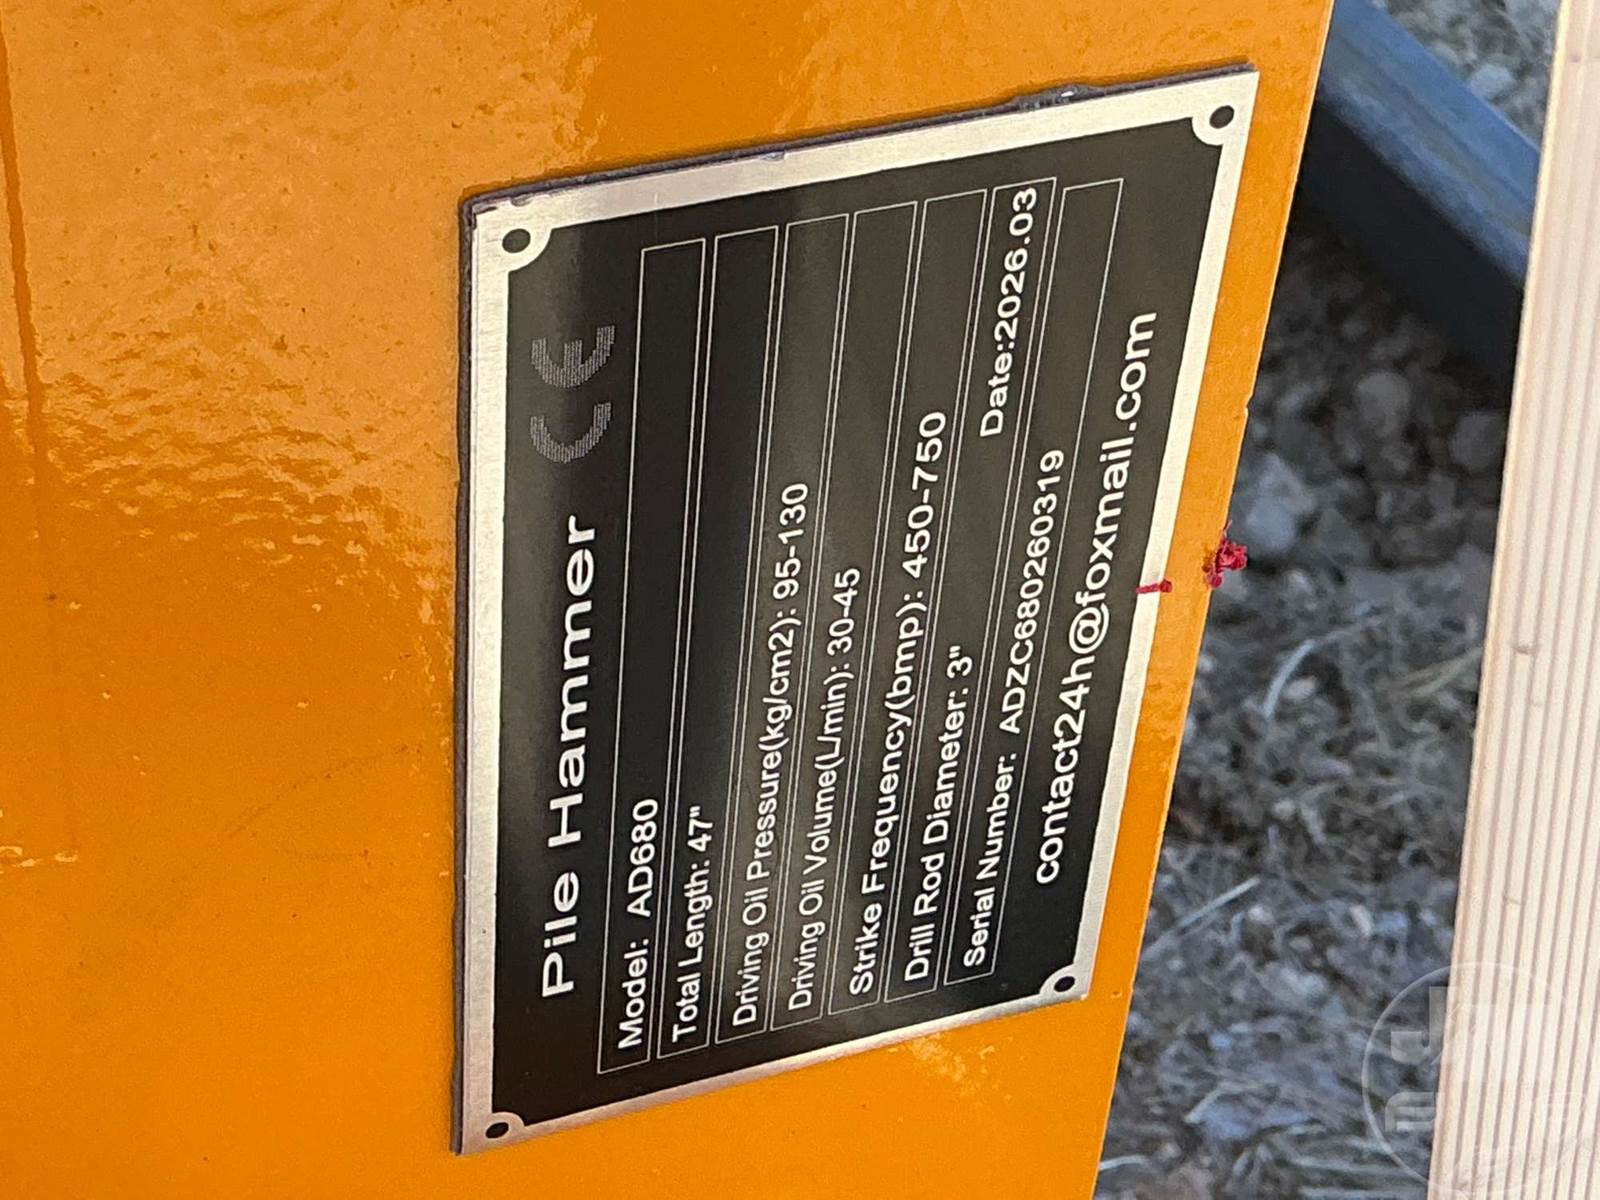 Pile Hammer CE
Model: AD680
Total Length: 47"
Driving Oil Pressure(kg/cm2): 95-130
Driving Oil Volume(L/min): 30-45
Strike Frequency(bmp): 450-750
Drill Rod Diameter: 3" Date:2026.03
Serial Number: ADZC680260319
contact24h@foxmail.com